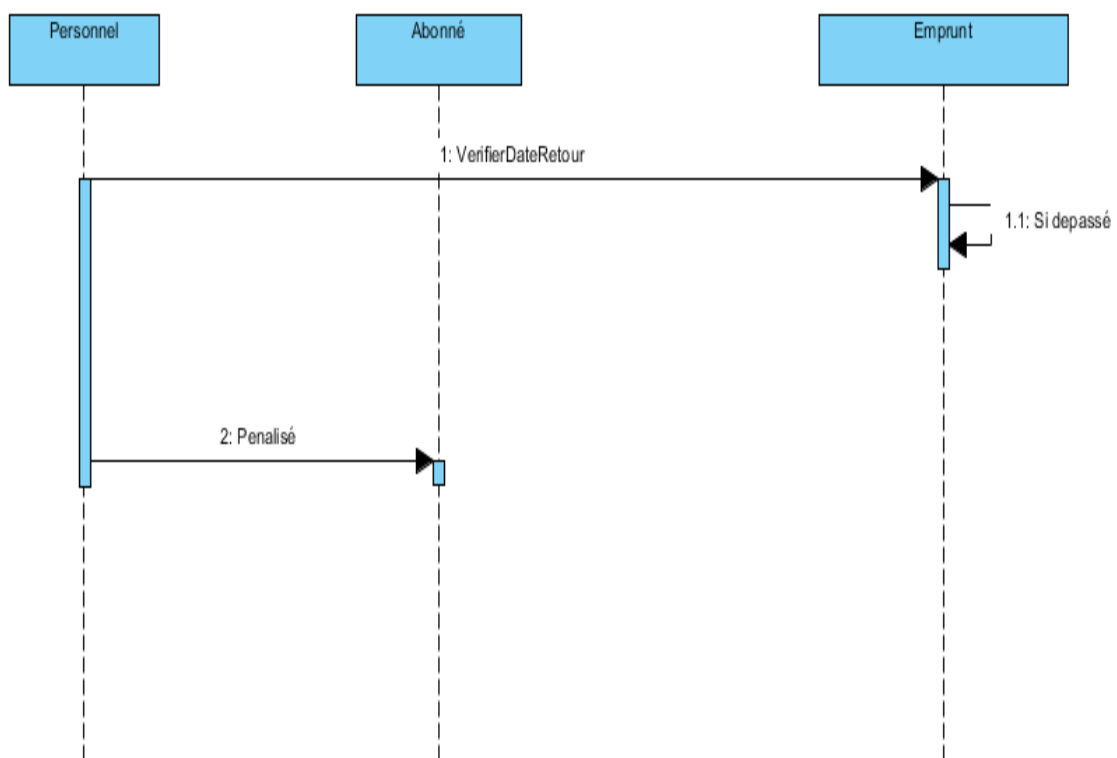 Personnel
Abonné
Emprunt
1: VerifierDateRetour
1.1: Si depassé
2: Penalisé